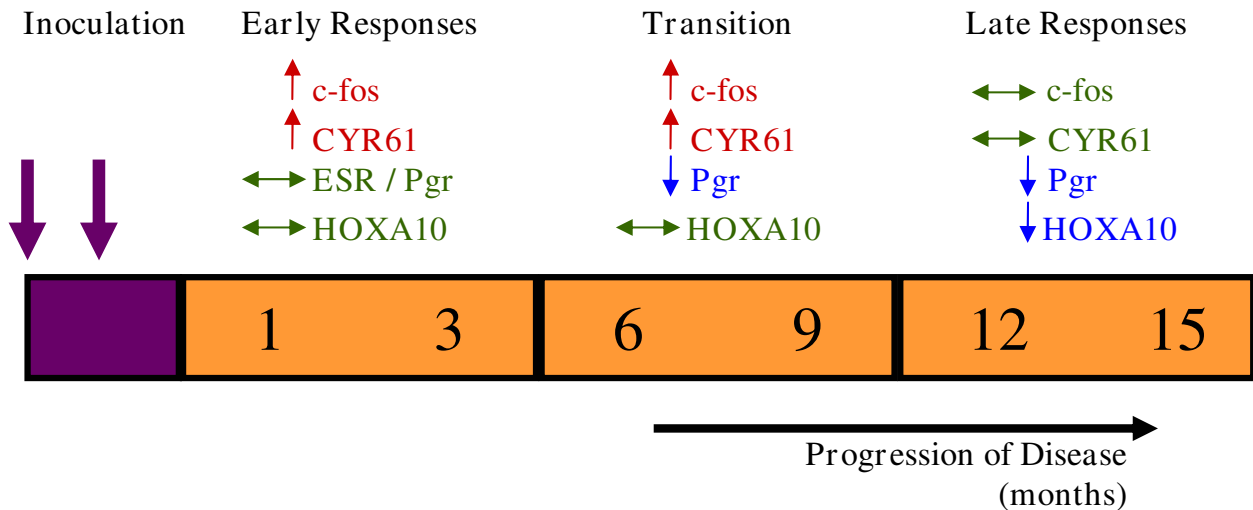 Inoculation Early Responses Transition Late Responses
c-fos c-fos c-fos
CYR61 CYR61 CYR61
ESR / Pgr Pgr Pgr
HOXA10 HOXA10 HOXA10
1 3 6 9 12 15
Progression of Disease
(months)